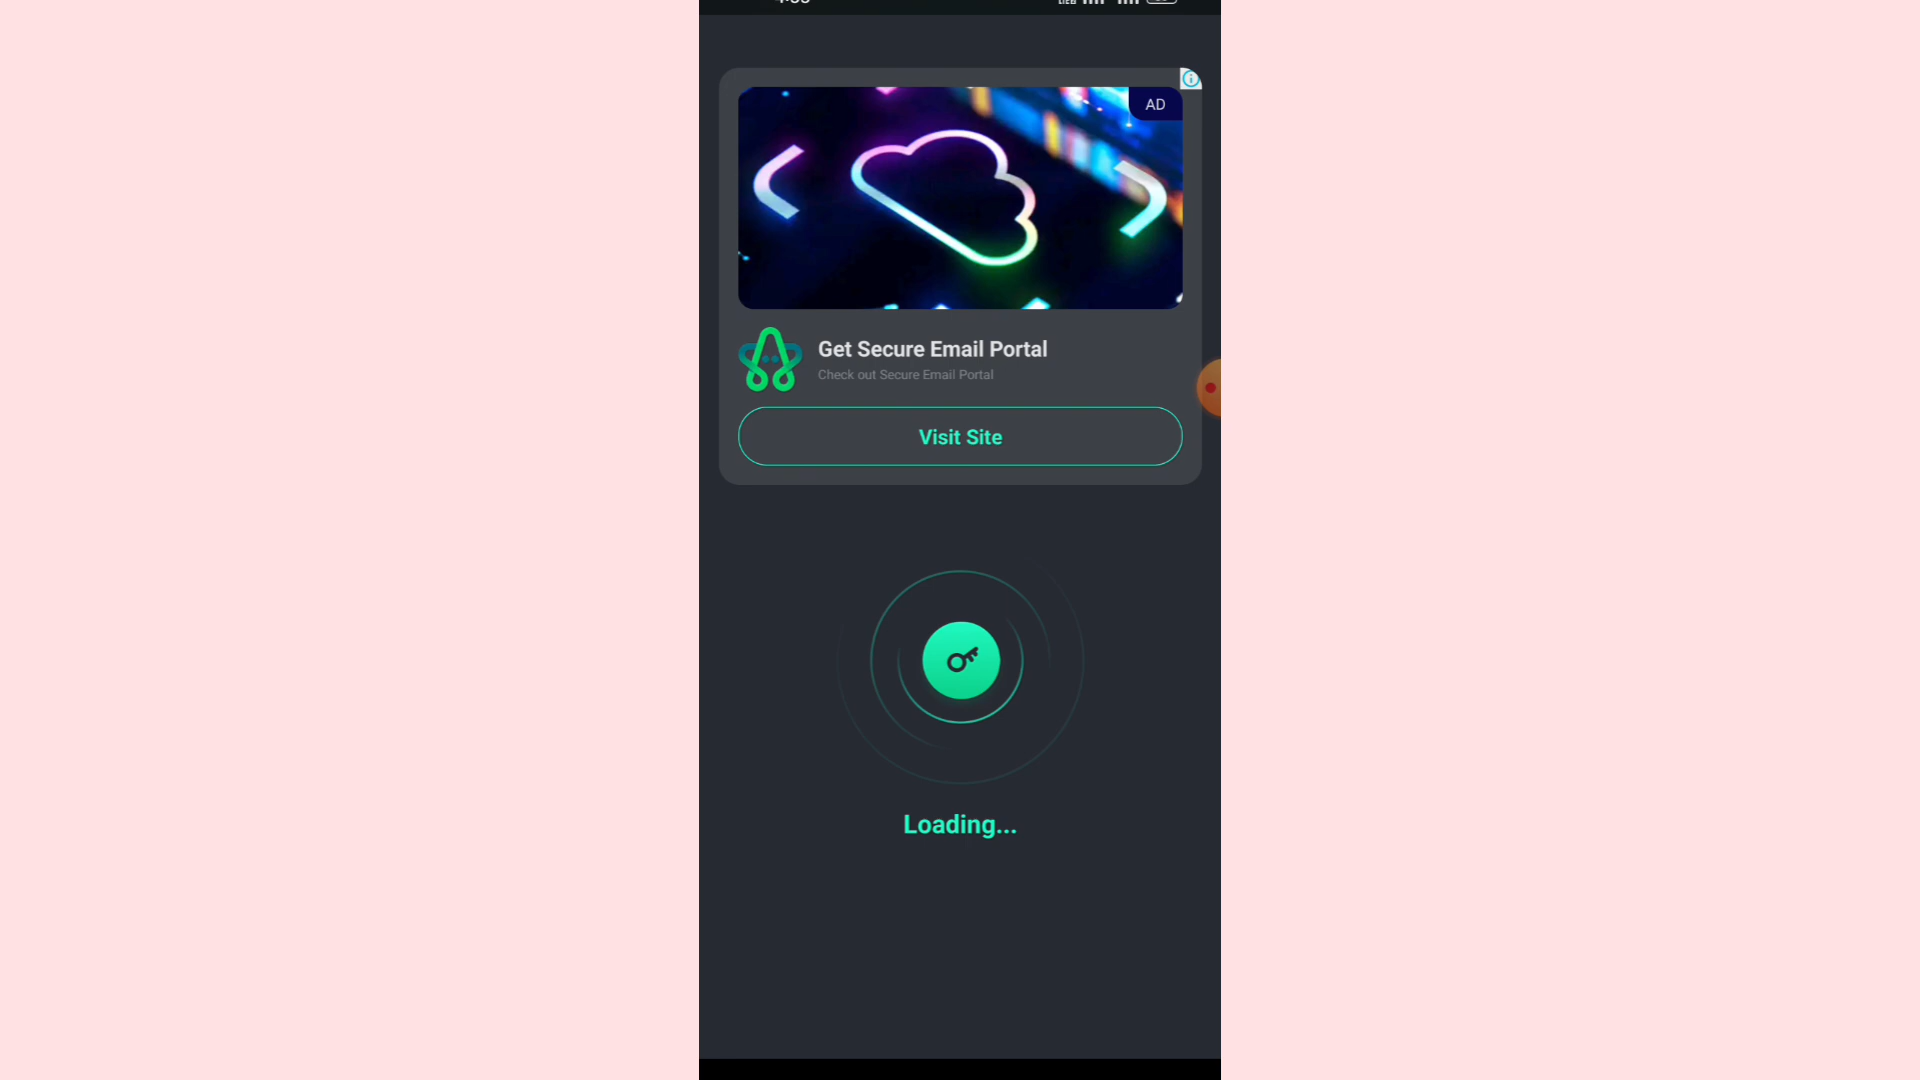 AD
Get Secure Email Portal
Check out Secure Email Portal
Visit Site
Loading...